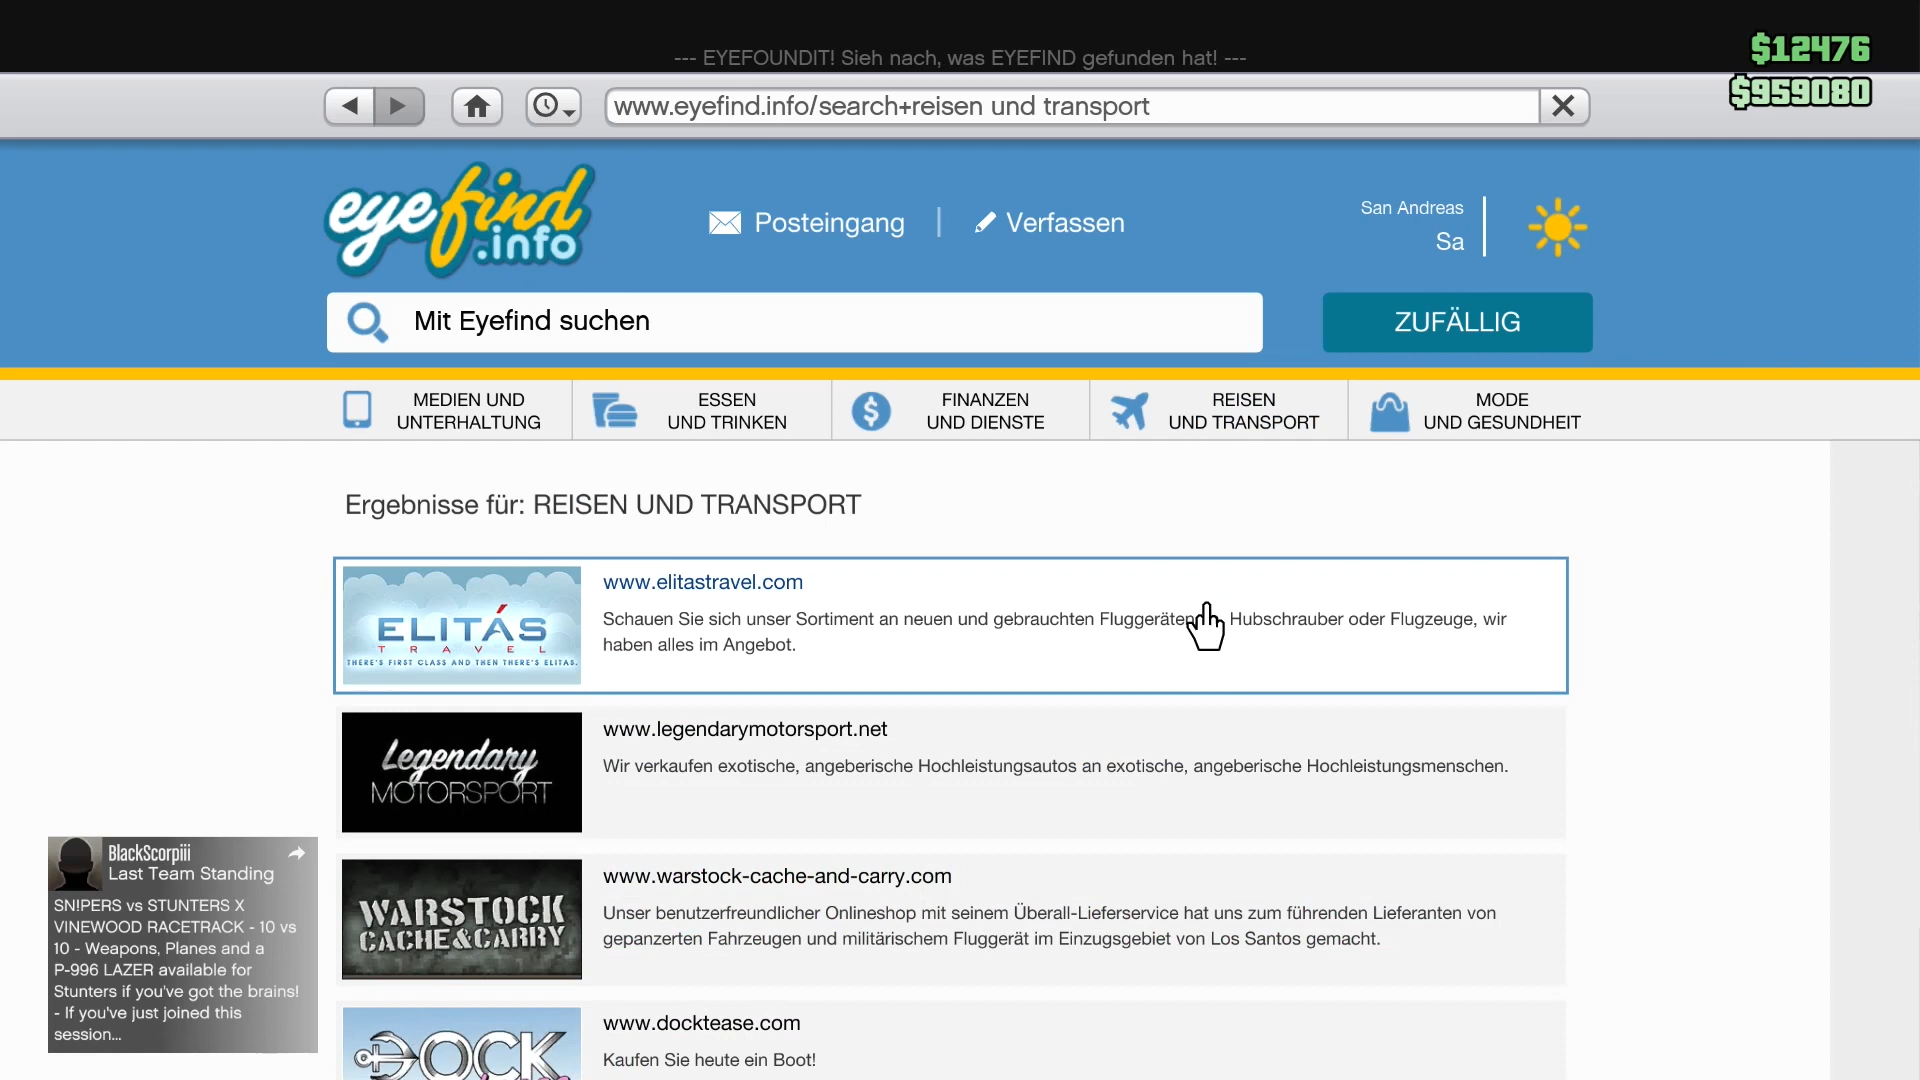 --- EYEFOUNDIT! Sieh nach, was EYEFIND gefunden hat! ---
$12476
$959080
www.eyefind.info/search+reisen und transport
eyefind
.info
Posteingang
Verfassen
San Andreas
Sa
Mit Eyefind suchen
ZUFÄLLIG
MEDIEN UND
UNTERHALTUNG
ESSEN
UND TRINKEN
FINANZEN
UND DIENSTE
REISEN
UND TRANSPORT
MODE
UND GESUNDHEIT
Ergebnisse für: REISEN UND TRANSPORT
ELITÁS
TRAVEL
THERE'S FIRST CLASS AND THEN THERE'S ELITAS.
www.elitastravel.com
Schauen Sie sich unser Sortiment an neuen und gebrauchten Fluggeräten Hubschrauber oder Flugzeuge, wir
haben alles im Angebot.
Legendary
MOTORSPORT
www.legendarymotorsport.net
Wir verkaufen exotische, angeberische Hochleistungsautos an exotische, angeberische Hochleistungsmenschen.
WARSTOCK
CACHE&CARRY
www.warstock-cache-and-carry.com
Unser benutzerfreundlicher Onlineshop mit seinem Überall-Lieferservice hat uns zum führenden Lieferanten von
gepanzerten Fahrzeugen und militärischem Fluggerät im Einzugsgebiet von Los Santos gemacht.
DOCK
www.docktease.com
Kaufen Sie heute ein Boot!
BlackScorpiii
Last Team Standing
SN!PERS vs STUNTERS X
VINEWOOD RACETRACK - 10 vs
10 - Weapons, Planes and a
P-996 LAZER available for
Stunters if you've got the brains!
- If you've just joined this
session...